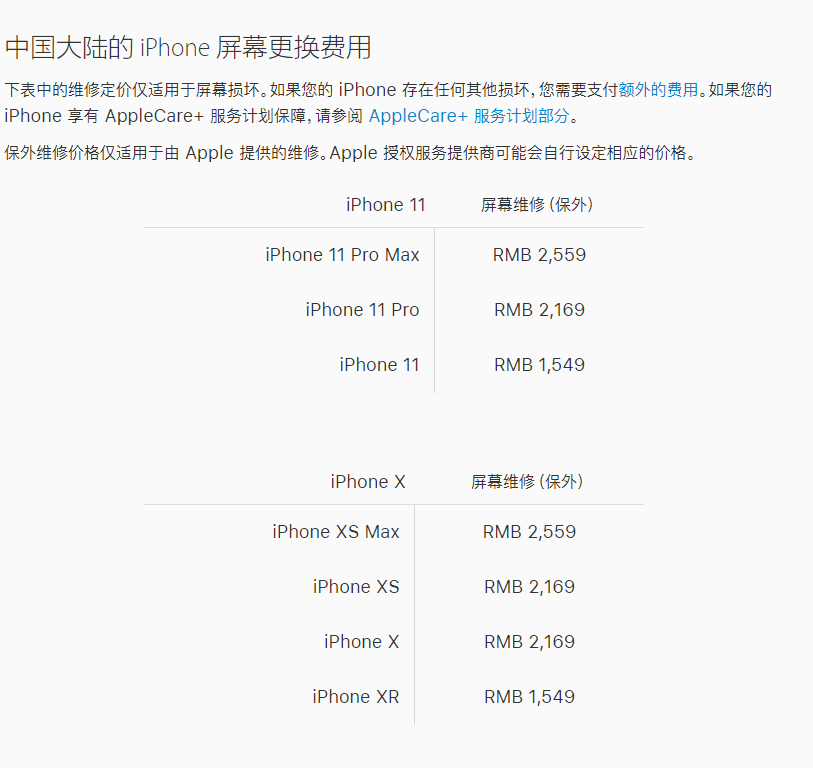 中国大陆的 iPhone 屏幕更换费用
下表中的维修定价仅适用于屏幕损坏。如果您的 iPhone 存在任何其他损坏，您需要支付额外的费用。如果您的
iPhone 享有 AppleCare+ 服务计划保障，请参阅 AppleCare+ 服务计划部分。
保外维修价格仅适用于由 Apple 提供的维修。Apple 授权服务提供商可能会自行设定相应的价格。
iPhone 11 屏幕维修（保外）
iPhone 11 Pro Max RMB 2,559
iPhone 11 Pro RMB 2,169
iPhone 11 RMB 1,549
iPhone X 屏幕维修（保外）
iPhone XS Max RMB 2,559
iPhone XS RMB 2,169
iPhone X RMB 2,169
iPhone XR RMB 1,549